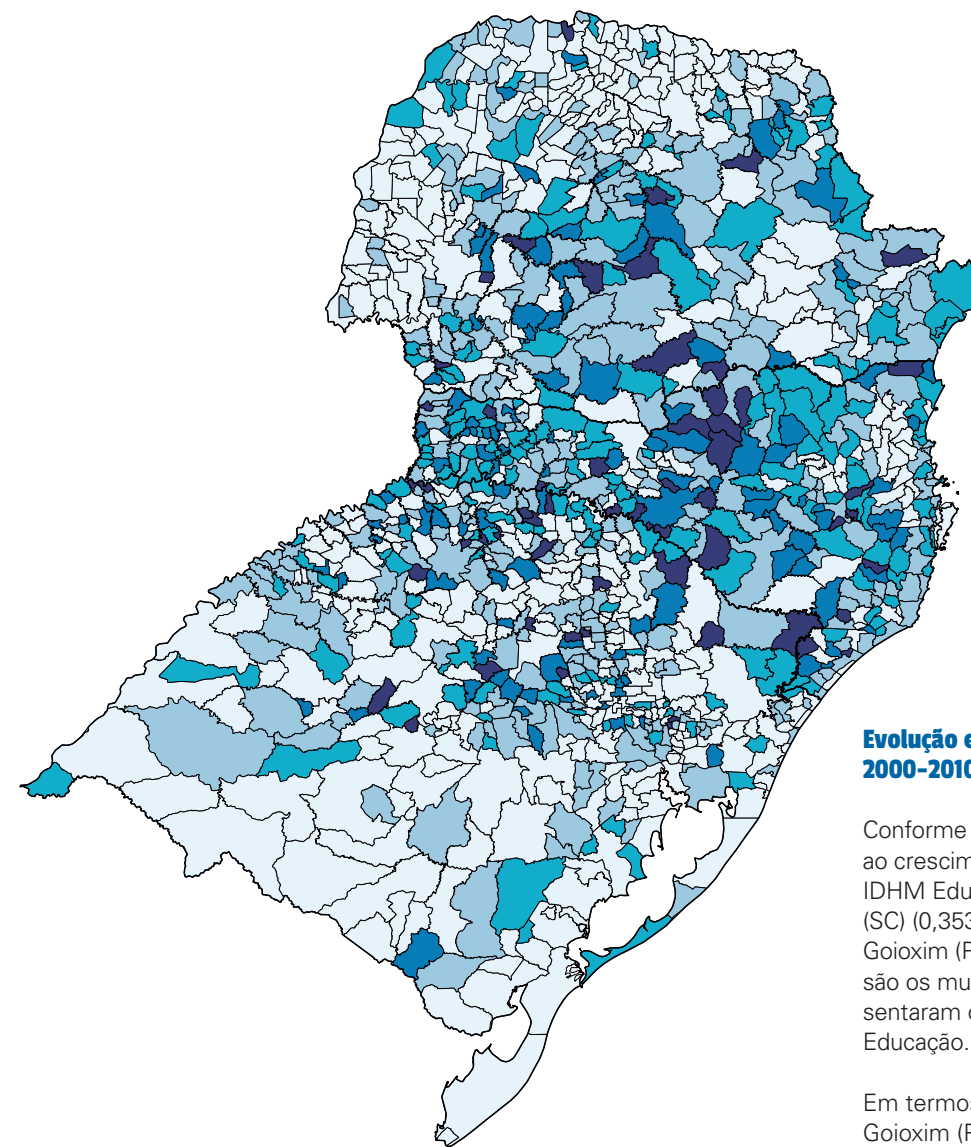 Evolução e
2000-2010
Conforme
ao crescim
IDHM Edu
(SC) (0,353
Goioxim (P
são os mu
sentaram
Educação.
Em termos
Goioxim (P